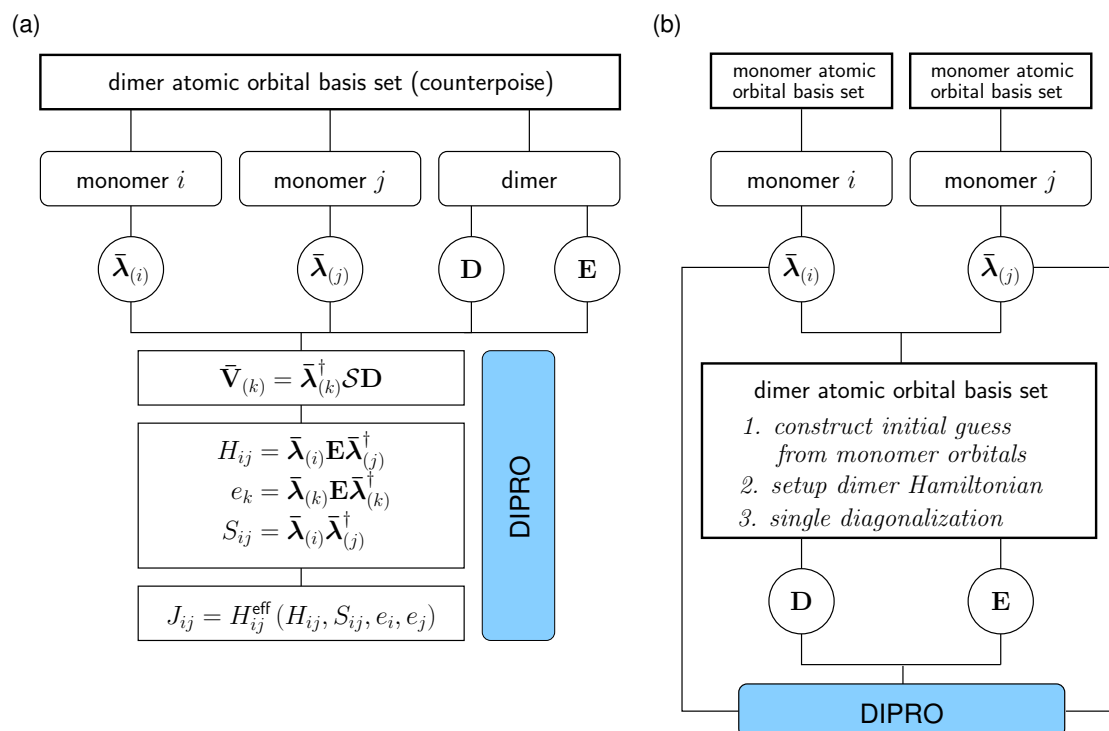 (a)
dimer atomic orbital basis set (counterpoise)
monomer i
monomer j
dimer
λ̄(i)
λ̄(j)
D
E
V̄(k) = λ̄†(k)𝒮D
Hij = λ̄(i)Eλ̄†(j)
ek = λ̄(k)Eλ̄†(k)
Sij = λ̄(i)λ̄†(j)
Jij = Hij^eff (Hij, Sij, ei, ej)
DIPRO
(b)
monomer atomic
orbital basis set
monomer atomic
orbital basis set
monomer i
monomer j
λ̄(i)
λ̄(j)
dimer atomic orbital basis set
1. construct initial guess
from monomer orbitals
2. setup dimer Hamiltonian
3. single diagonalization
D
E
DIPRO